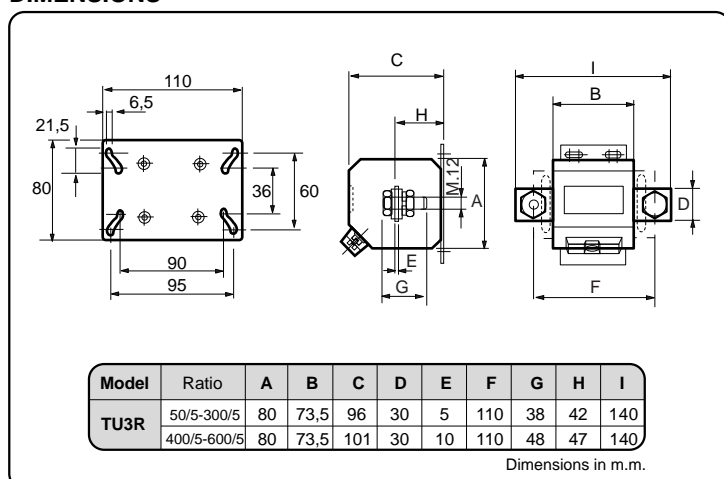 DIMENSIONS
110
6,5
21,5
80
36
60
90
95
C
H
M.12
A
E
G
I
B
D
F
Model Ratio A B C D E F G H I
TU3R
50/5-300/5 80 73,5 96 30 5 110 38 42 140
400/5-600/5 80 73,5 101 30 10 110 48 47 140
Dimensions in m.m.